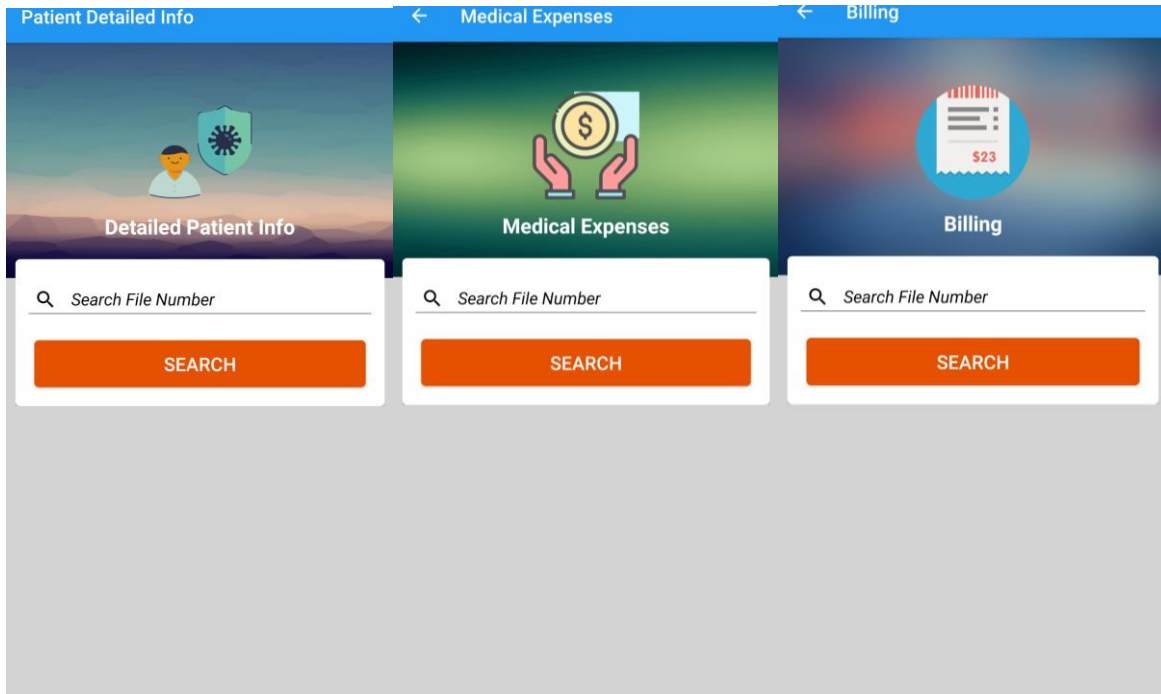 Patient Detailed Info
Detailed Patient Info
Search File Number
SEARCH
Medical Expenses
$
Medical Expenses
Search File Number
SEARCH
Billing
$23
Billing
Search File Number
SEARCH